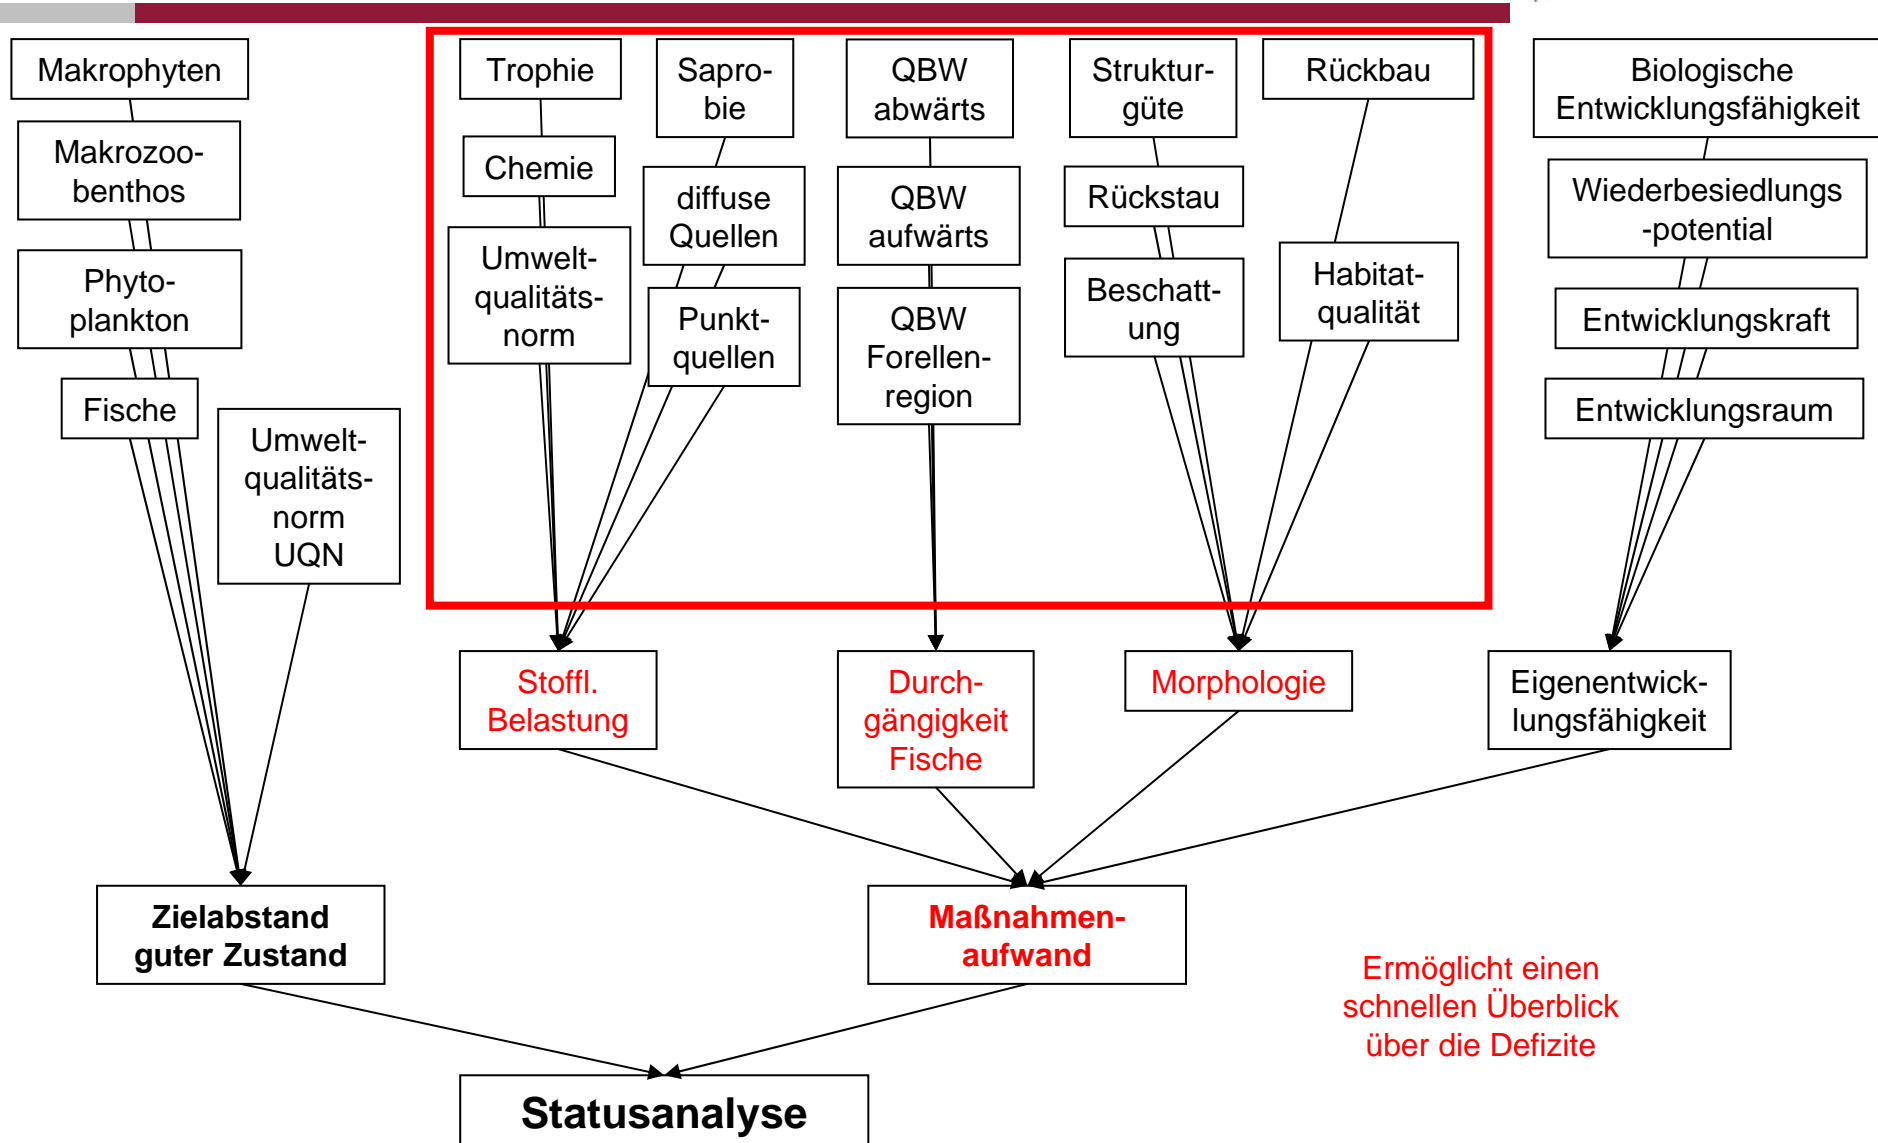 Makrophyten
Makrozoo-
benthos
Phyto-
plankton
Fische
Umwelt-
qualitäts-
norm
UQN
Trophie
Chemie
Umwelt-
qualitäts-
norm
Sapro-
bie
diffuse
Quellen
Punkt-
quellen
QBW
abwärts
QBW
aufwärts
QBW
Forellen-
region
Struktur-
güte
Rückstau
Beschatt-
ung
Rückbau
Habitat-
qualität
Biologische
Entwicklungsfähigkeit
Wiederbesiedlungs
-potential
Entwicklungskraft
Entwicklungsraum
Stoffl.
Belastung
Durch-
gängigkeit
Fische
Morphologie
Eigenentwick-
lungsfähigkeit
Zielabstand
guter Zustand
Maßnahmen-
aufwand
Ermöglicht einen
schnellen Überblick
über die Defizite
Statusanalyse